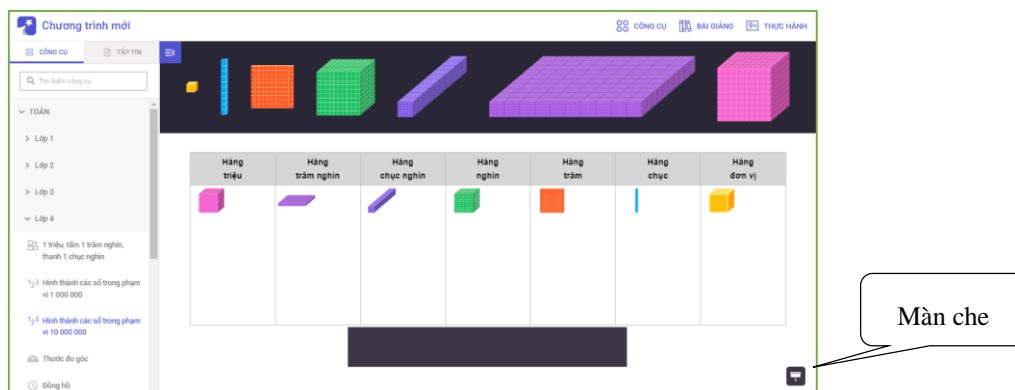 Chương trình mới
CÔNG CỤ
BÀI GIẢNG
THỰC HÀNH
CÔNG CỤ
TẬP TIN
Tìm kiếm công cụ
TOÁN
Lớp 1
Lớp 2
Lớp 3
Lớp 4
1 triệu, tấm 1 trăm nghìn,
thanh 1 chục nghìn
Hình thành các số trong phạm
vi 1 000 000
Hình thành các số trong phạm
vi 10 000 000
Thước đo góc
Đồng hồ
Hàng
triệu
Hàng
trăm nghìn
Hàng
chục nghìn
Hàng
nghìn
Hàng
trăm
Hàng
chục
Hàng
đơn vị
Màn che